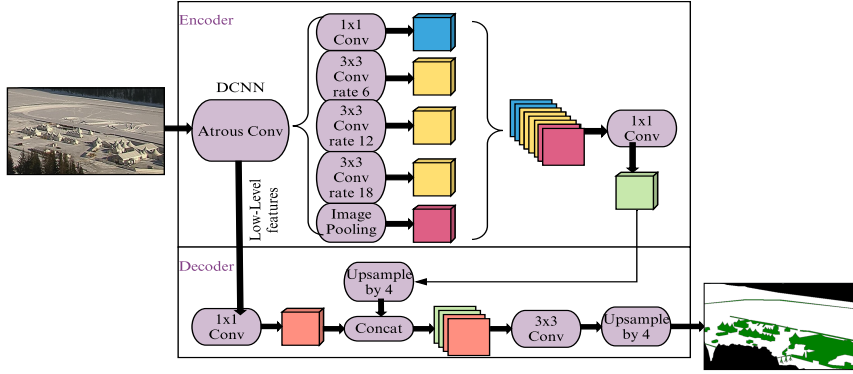 Encoder
DCNN
Atrous Conv
1x1
Conv
3x3
Conv
rate 6
3x3
Conv
rate 12
3x3
Conv
rate 18
Image
Pooling
1x1
Conv
Low-Level
features
Decoder
Upsample
by 4
1x1
Conv
Concat
3x3
Conv
Upsample
by 4